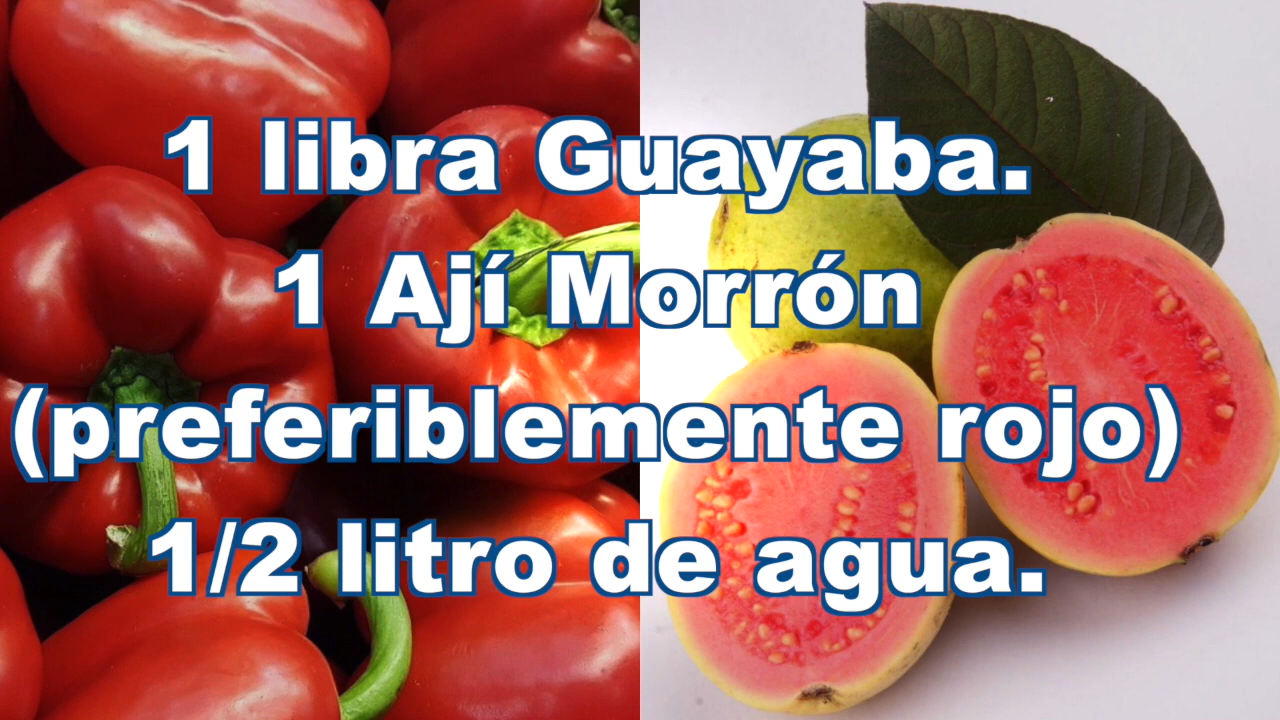 1 libra Guayaba.
1 Ají Morrón
(preferiblemente rojo)
1/2 litro de agua.